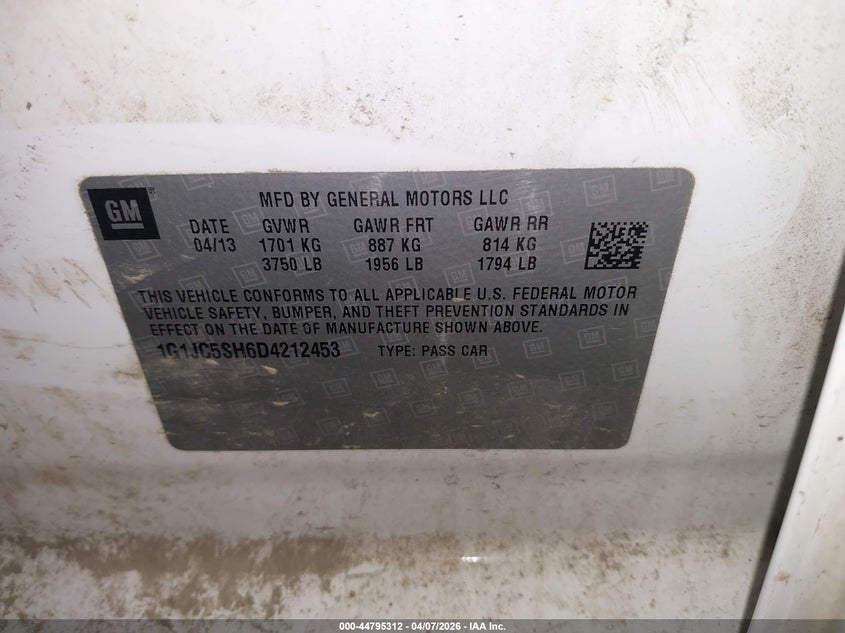 GM
MFD BY GENERAL MOTORS LLC
DATE GVWR GAWR FRT GAWR RR
04/13 1701 KG 887 KG 814 KG
3750 LB 1956 LB 1794 LB
THIS VEHICLE CONFORMS TO ALL APPLICABLE U.S. FEDERAL MOTOR
VEHICLE SAFETY, BUMPER, AND THEFT PREVENTION STANDARDS IN
EFFECT ON THE DATE OF MANUFACTURE SHOWN ABOVE.
1G1JC5SH6D4212453 TYPE: PASS CAR
000-44795312 | 04/07/2026 – IAA Inc.